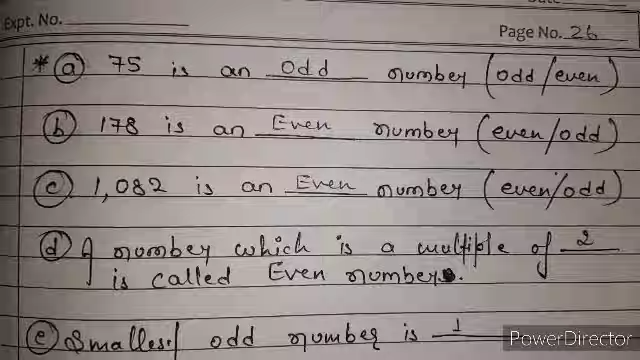 Expt. No.
Page No. 26
* (a) 75 is an Odd number (odd/even)
(b) 178 is an Even number (even/odd)
(c) 1,082 is an Even number (even/odd)
(d) A number which is a multiple of 2
is called Even number.
(e) Smallest odd number is 1
PowerDirector